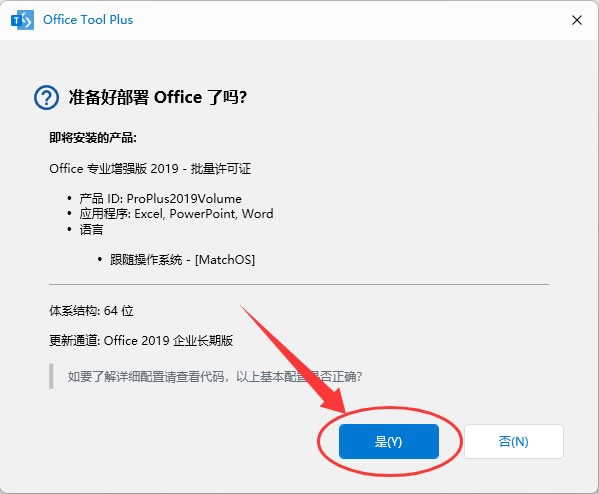 Office Tool Plus
准备好部署 Office 了吗?
即将安装的产品:
Office 专业增强版 2019 - 批量许可证
• 产品 ID: ProPlus2019Volume
• 应用程序: Excel, PowerPoint, Word
• 语言
• 跟随操作系统 - [MatchOS]
体系结构: 64 位
更新通道: Office 2019 企业长期版
如要了解详细配置请查看代码，以上基本配置是否正确?
是(Y)
否(N)